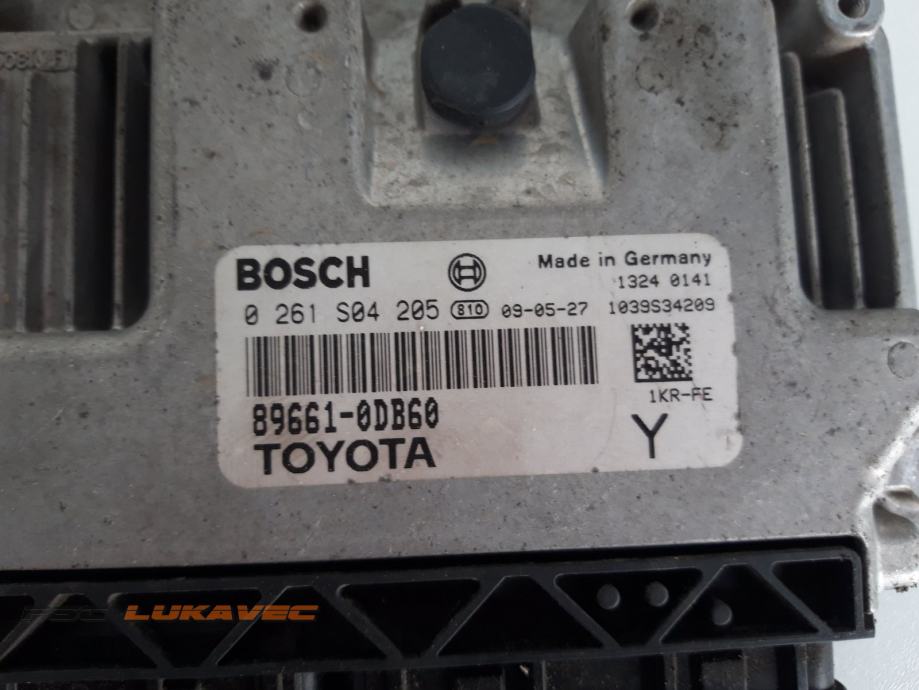 BOSCH Made in Germany
1324 0141
0 261 S04 205 810 09-05-27 1039S34209
1KR-FE
89661-0DB60
TOYOTA Y
LUKAVEC